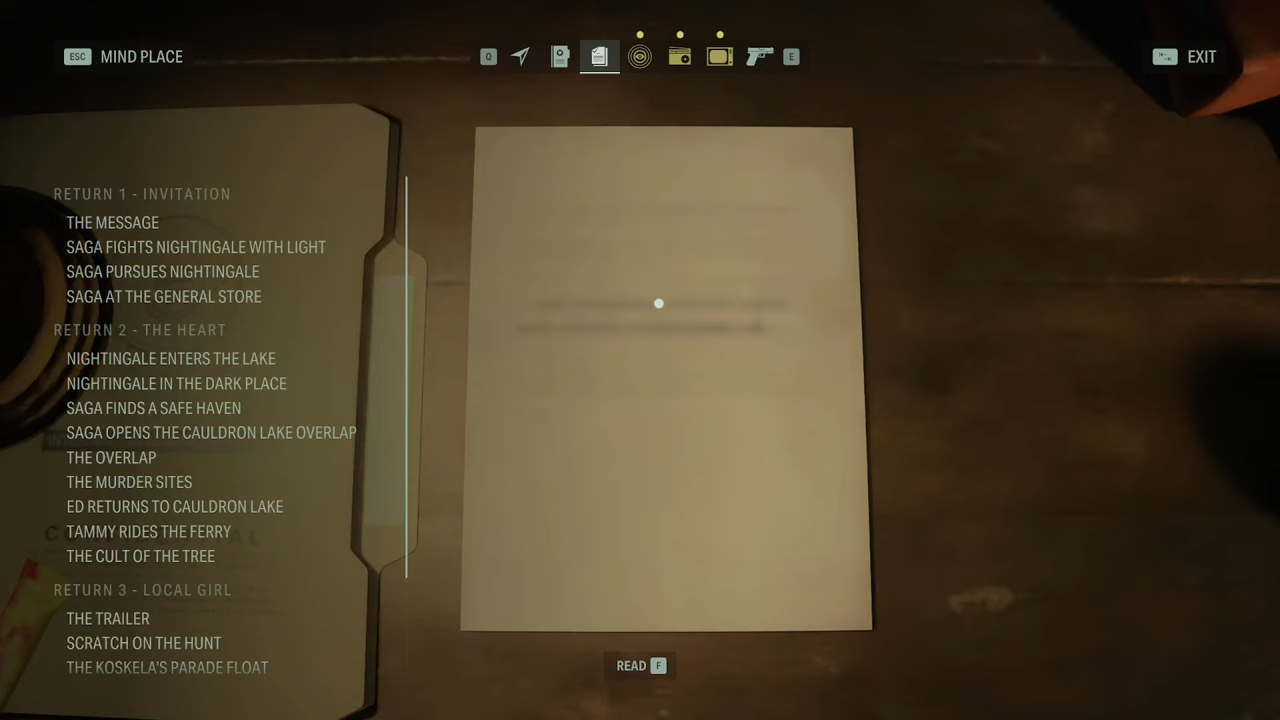 ESC MIND PLACE
Q
E
EXIT
RETURN 1 - INVITATION
THE MESSAGE
SAGA FIGHTS NIGHTINGALE WITH LIGHT
SAGA PURSUES NIGHTINGALE
SAGA AT THE GENERAL STORE
RETURN 2 - THE HEART
NIGHTINGALE ENTERS THE LAKE
NIGHTINGALE IN THE DARK PLACE
SAGA FINDS A SAFE HAVEN
SAGA OPENS THE CAULDRON LAKE OVERLAP
THE OVERLAP
THE MURDER SITES
ED RETURNS TO CAULDRON LAKE
TAMMY RIDES THE FERRY
THE CULT OF THE TREE
RETURN 3 - LOCAL GIRL
THE TRAILER
SCRATCH ON THE HUNT
THE KOSKELA'S PARADE FLOAT
READ F